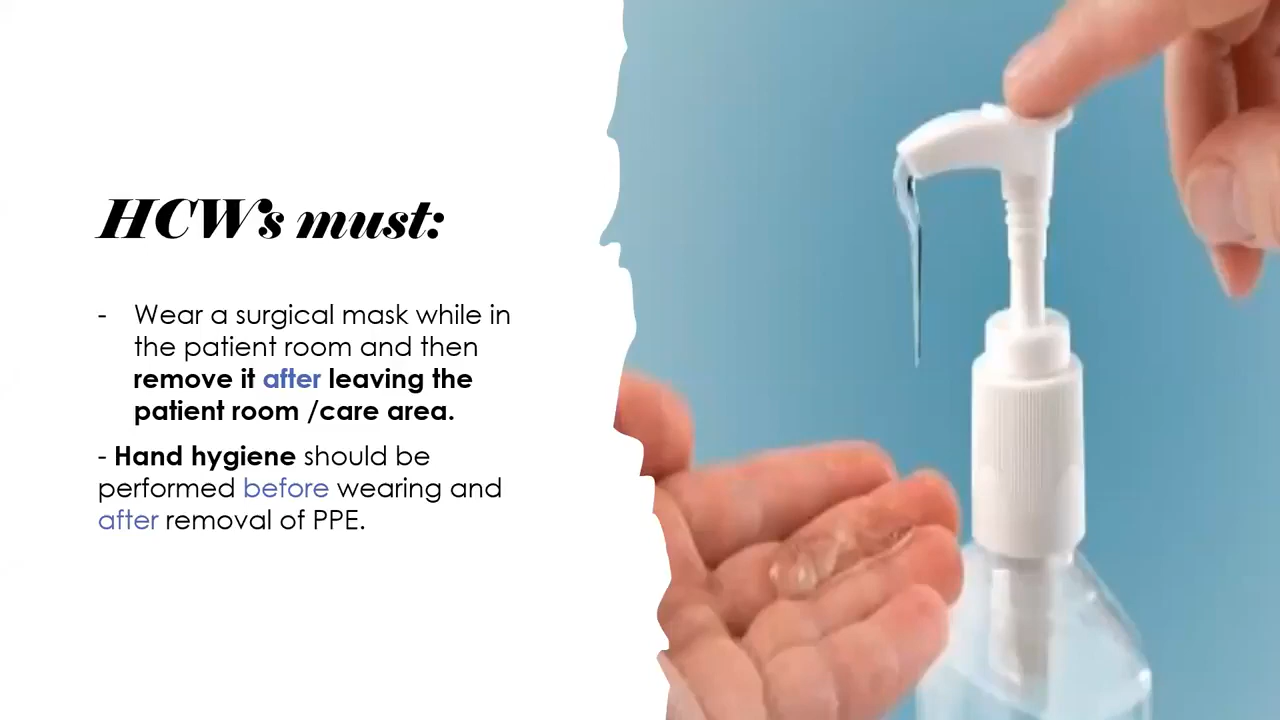 HCW's must:
- Wear a surgical mask while in
the patient room and then
remove it after leaving the
patient room /care area.
- Hand hygiene should be
performed before wearing and
after removal of PPE.